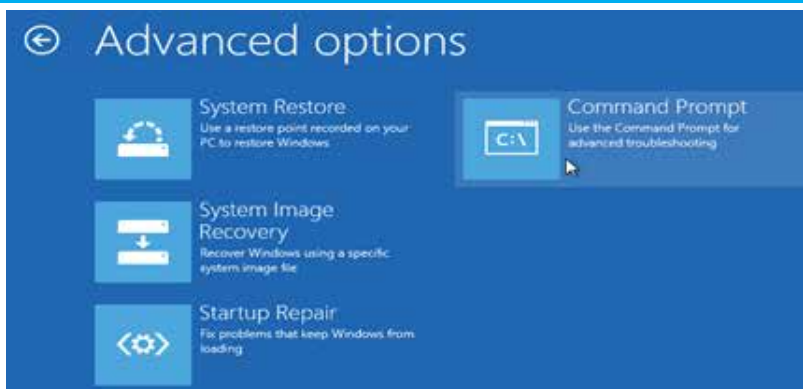 Advanced options
System Restore
Use a restore point recorded on your
PC to restore Windows
System Image
Recovery
Recover Windows using a specific
system image file
Startup Repair
Fix problems that keep Windows from
loading
C:\
Command Prompt
Use the Command Prompt for
advanced troubleshooting